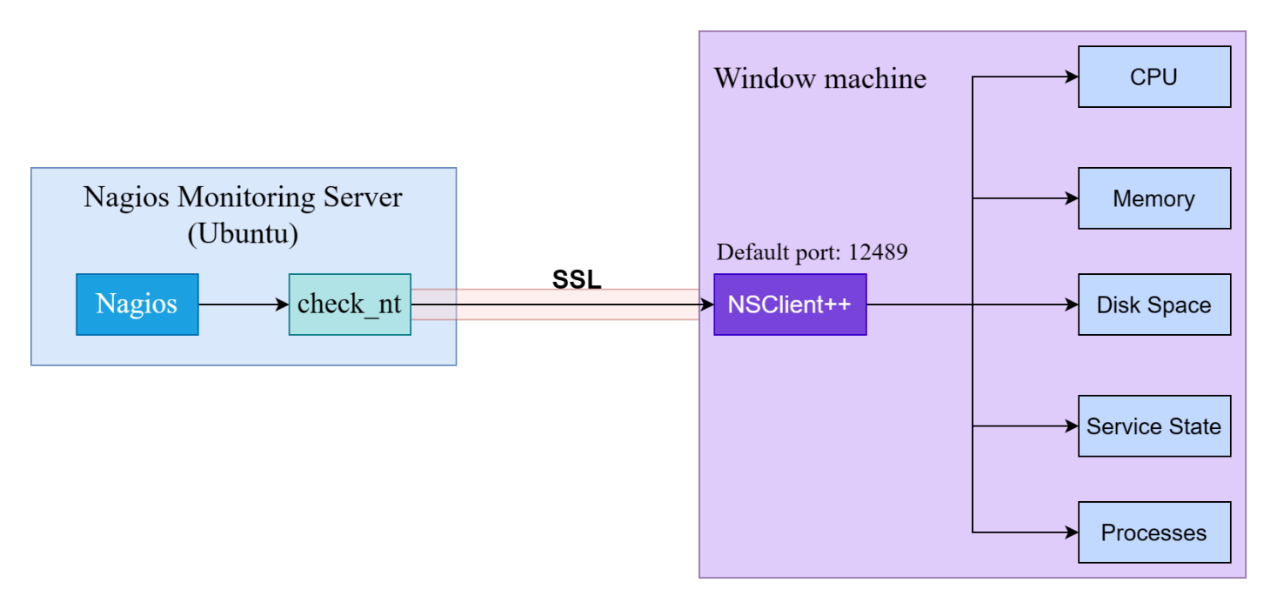 Nagios Monitoring Server
(Ubuntu)
Nagios
check_nt
SSL
Window machine
Default port: 12489
NSClient++
CPU
Memory
Disk Space
Service State
Processes